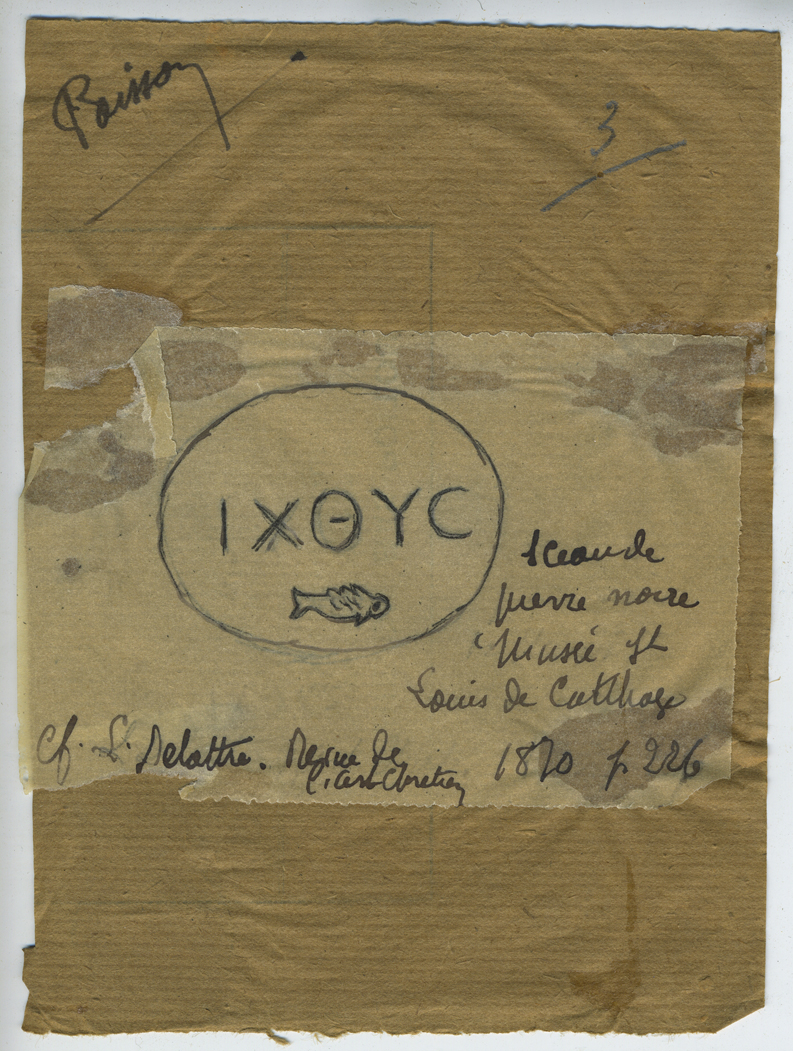 Poisson
3
ΙΧΘΥC
Sceau de
pierre noire
Musée St
Louis de Carthage
Cf. L. Delattre. Revue de 1890 p 226
l'art Chrétien